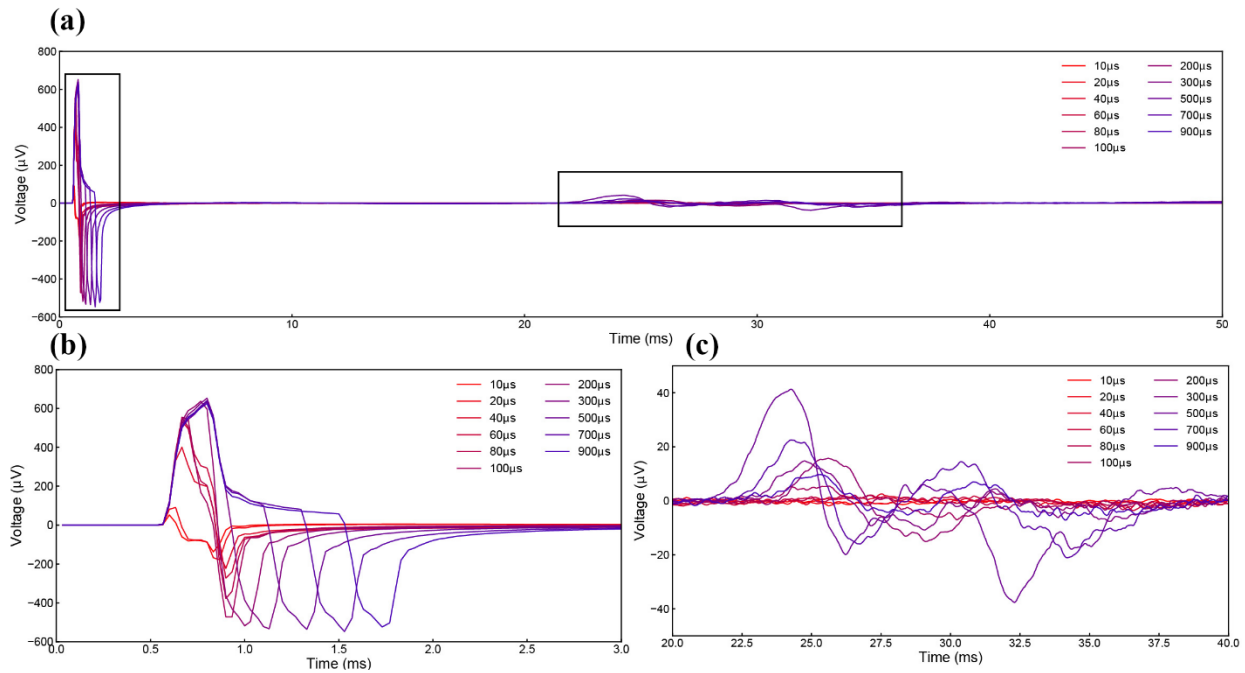 (a)
800
600
400
200
0
−200
−400
−600
Voltage (µV)
0 10 20 30 40 50
Time (ms)
10µs 200µs
20µs 300µs
40µs 500µs
60µs 700µs
80µs 900µs
100µs
(b)
800
600
400
200
0
−200
−400
−600
Voltage (µV)
0.0 0.5 1.0 1.5 2.0 2.5 3.0
Time (ms)
10µs 200µs
20µs 300µs
40µs 500µs
60µs 700µs
80µs 900µs
100µs
(c)
40
20
0
−20
−40
Voltage (µV)
20.0 22.5 25.0 27.5 30.0 32.5 35.0 37.5 40.0
Time (ms)
10µs 200µs
20µs 300µs
40µs 500µs
60µs 700µs
80µs 900µs
100µs